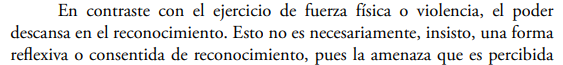 En contraste con el ejercicio de fuerza física o violencia, el poder
descansa en el reconocimiento. Esto no es necesariamente, insisto, una forma
reflexiva o consentida de reconocimiento, pues la amenaza que es percibida